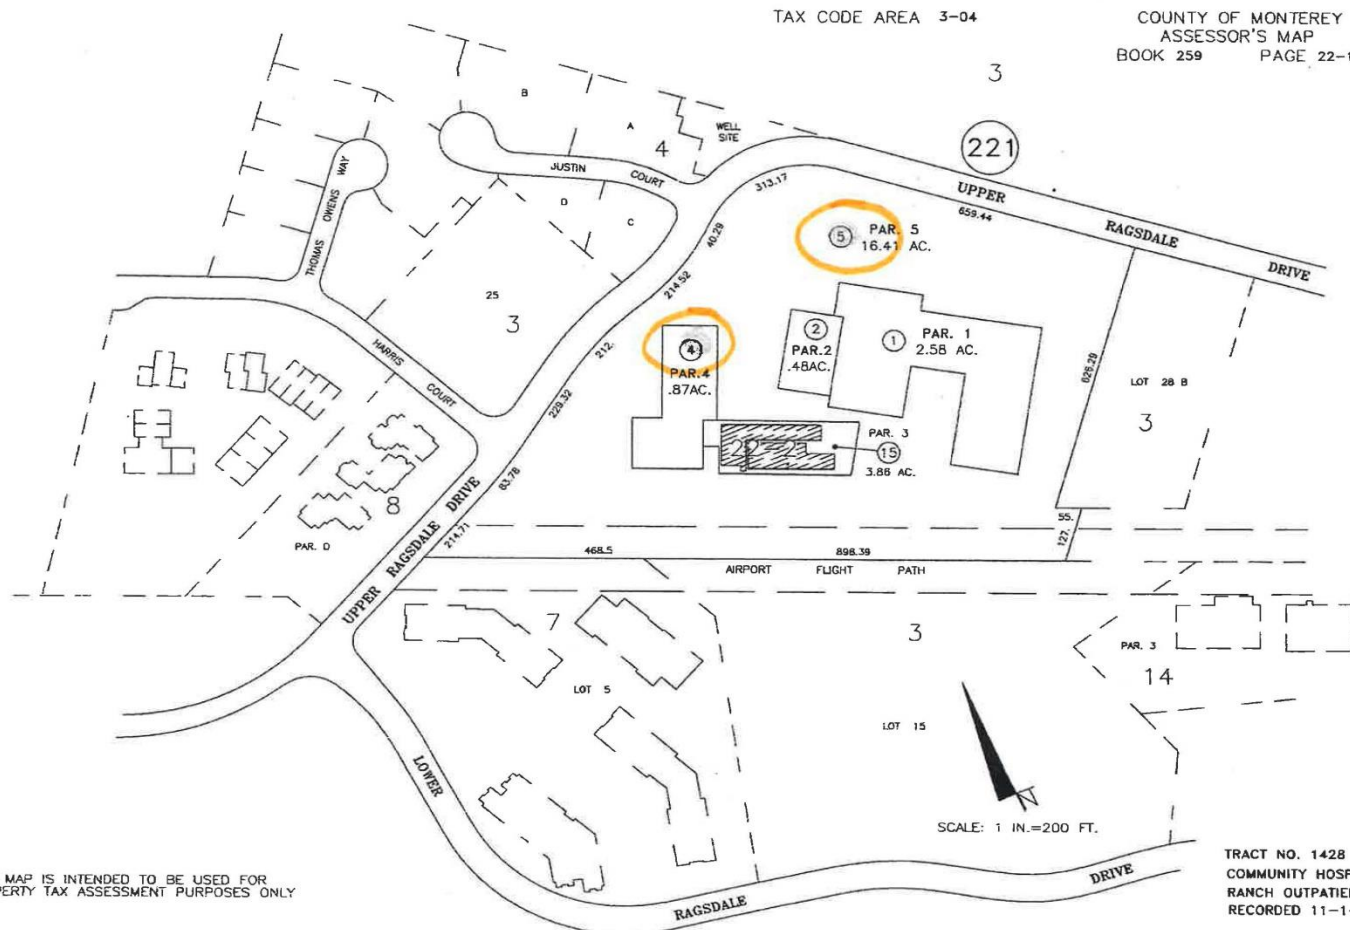 TAX CODE AREA 3-04
COUNTY OF MONTEREY
ASSESSOR'S MAP
BOOK 259 PAGE 22-1
3
221
B
A
4
WELL
SITE
JUSTIN COURT
THOMAS OWENS WAY
D
C
313.17
UPPER RAGSDALE DRIVE
659.44
40.29
5
PAR. 5
16.41 AC.
214.52
25
3
HARRIS COURT
212.
4
PAR.4
.87AC.
2
PAR.2
.48AC.
1
PAR. 1
2.58 AC.
626.29
LOT 28 B
3
229.32
PAR. 3
15
3.86 AC.
83.78
8
PAR. D
UPPER RAGSDALE DRIVE
214.71
55.
127.
468.5
898.39
AIRPORT FLIGHT PATH
7
3
PAR. 3
14
LOT 5
LOT 15
LOWER RAGSDALE DRIVE
N
SCALE: 1 IN.=200 FT.
MAP IS INTENDED TO BE USED FOR
PERTY TAX ASSESSMENT PURPOSES ONLY
TRACT NO. 1428
COMMUNITY HOSP
RANCH OUTPATIEN
RECORDED 11-1